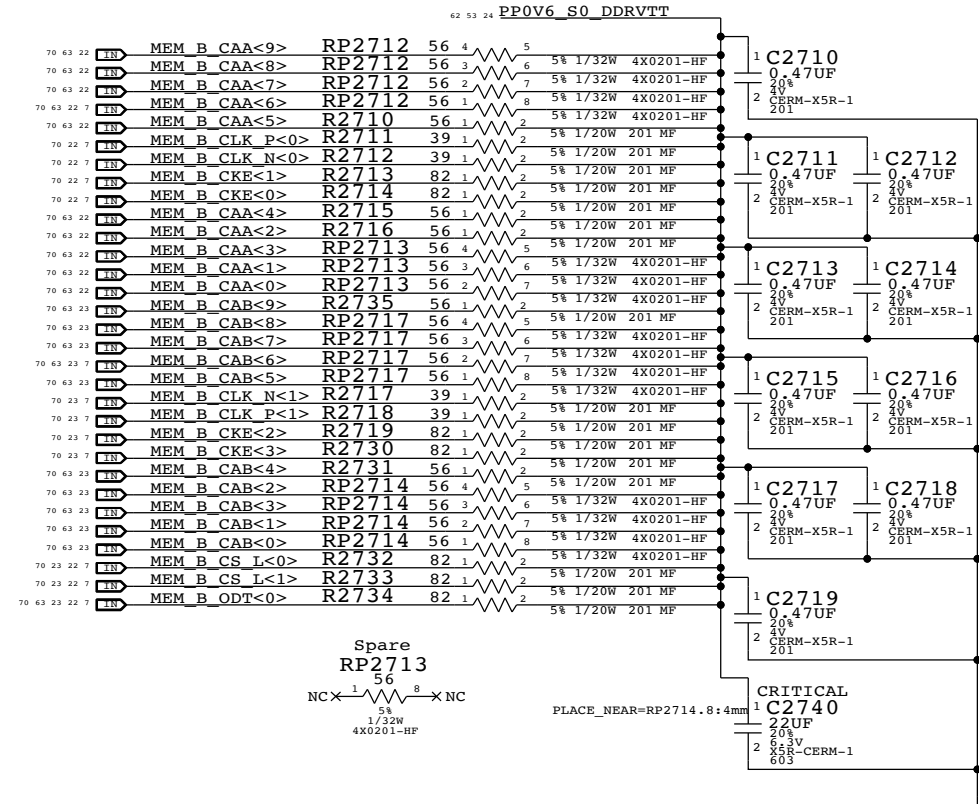 62 53 24 PP0V6_S0_DDRVTT
70 63 22 IN MEM_B_CAA<9> RP2712 56 4 5 5% 1/32W 4X0201-HF
70 63 22 IN MEM_B_CAA<8> RP2712 56 3 6 5% 1/32W 4X0201-HF
70 63 22 IN MEM_B_CAA<7> RP2712 56 2 7 5% 1/32W 4X0201-HF
70 63 22 7 IN MEM_B_CAA<6> RP2712 56 1 8 5% 1/32W 4X0201-HF
70 63 22 IN MEM_B_CAA<5> R2710 56 1 2 5% 1/20W 201 MF
70 22 7 IN MEM_B_CLK_P<0> R2711 39 1 2 5% 1/20W 201 MF
70 22 7 IN MEM_B_CLK_N<0> R2712 39 1 2 5% 1/20W 201 MF
70 22 7 IN MEM_B_CKE<1> R2713 82 1 2 5% 1/20W 201 MF
70 22 7 IN MEM_B_CKE<0> R2714 82 1 2 5% 1/20W 201 MF
70 63 22 IN MEM_B_CAA<4> R2715 56 1 2 5% 1/20W 201 MF
70 63 22 IN MEM_B_CAA<2> R2716 56 1 2 5% 1/20W 201 MF
70 63 22 IN MEM_B_CAA<3> RP2713 56 4 5 5% 1/32W 4X0201-HF
70 63 22 IN MEM_B_CAA<1> RP2713 56 3 6 5% 1/32W 4X0201-HF
70 63 22 IN MEM_B_CAA<0> RP2713 56 2 7 5% 1/32W 4X0201-HF
70 63 23 IN MEM_B_CAB<9> R2735 56 1 2 5% 1/20W 201 MF
70 63 23 IN MEM_B_CAB<8> RP2717 56 4 5 5% 1/32W 4X0201-HF
70 63 23 IN MEM_B_CAB<7> RP2717 56 3 6 5% 1/32W 4X0201-HF
70 63 23 7 IN MEM_B_CAB<6> RP2717 56 2 7 5% 1/32W 4X0201-HF
70 63 23 IN MEM_B_CAB<5> RP2717 56 1 8 5% 1/32W 4X0201-HF
70 23 7 IN MEM_B_CLK_N<1> R2717 39 1 2 5% 1/20W 201 MF
70 23 7 IN MEM_B_CLK_P<1> R2718 39 1 2 5% 1/20W 201 MF
70 23 7 IN MEM_B_CKE<2> R2719 82 1 2 5% 1/20W 201 MF
70 23 7 IN MEM_B_CKE<3> R2730 82 1 2 5% 1/20W 201 MF
70 63 23 IN MEM_B_CAB<4> R2731 56 1 2 5% 1/20W 201 MF
70 63 23 IN MEM_B_CAB<2> RP2714 56 4 5 5% 1/32W 4X0201-HF
70 63 23 IN MEM_B_CAB<3> RP2714 56 3 6 5% 1/32W 4X0201-HF
70 63 23 IN MEM_B_CAB<1> RP2714 56 2 7 5% 1/32W 4X0201-HF
70 63 23 IN MEM_B_CAB<0> RP2714 56 1 8 5% 1/32W 4X0201-HF
70 23 22 7 IN MEM_B_CS_L<0> R2732 82 1 2 5% 1/20W 201 MF
70 23 22 7 IN MEM_B_CS_L<1> R2733 82 1 2 5% 1/20W 201 MF
70 63 23 22 7 IN MEM_B_ODT<0> R2734 82 1 2 5% 1/20W 201 MF
1 C2710
0.47UF
20%
4V
2 CERM-X5R-1
201
1 C2711 1 C2712
0.47UF 0.47UF
20% 20%
4V 4V
2 CERM-X5R-1 2 CERM-X5R-1
201 201
1 C2713 1 C2714
0.47UF 0.47UF
20% 20%
4V 4V
2 CERM-X5R-1 2 CERM-X5R-1
201 201
1 C2715 1 C2716
0.47UF 0.47UF
20% 20%
4V 4V
2 CERM-X5R-1 2 CERM-X5R-1
201 201
1 C2717 1 C2718
0.47UF 0.47UF
20% 20%
4V 4V
2 CERM-X5R-1 2 CERM-X5R-1
201 201
1 C2719
0.47UF
20%
4V
2 CERM-X5R-1
201
Spare
RP2713
56
NC 1 8 NC
5%
1/32W
4X0201-HF
CRITICAL
PLACE_NEAR=RP2714.8:4mm 1 C2740
22UF
20%
6.3V
2 X5R-CERM-1
603